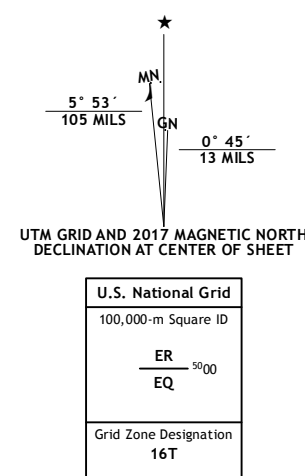 ★
MN.
5° 53´
105 MILS
GN
0° 45´
13 MILS
UTM GRID AND 2017 MAGNETIC NORTH
DECLINATION AT CENTER OF SHEET
U.S. National Grid
100,000-m Square ID
ER
5000
EQ
Grid Zone Designation
16T